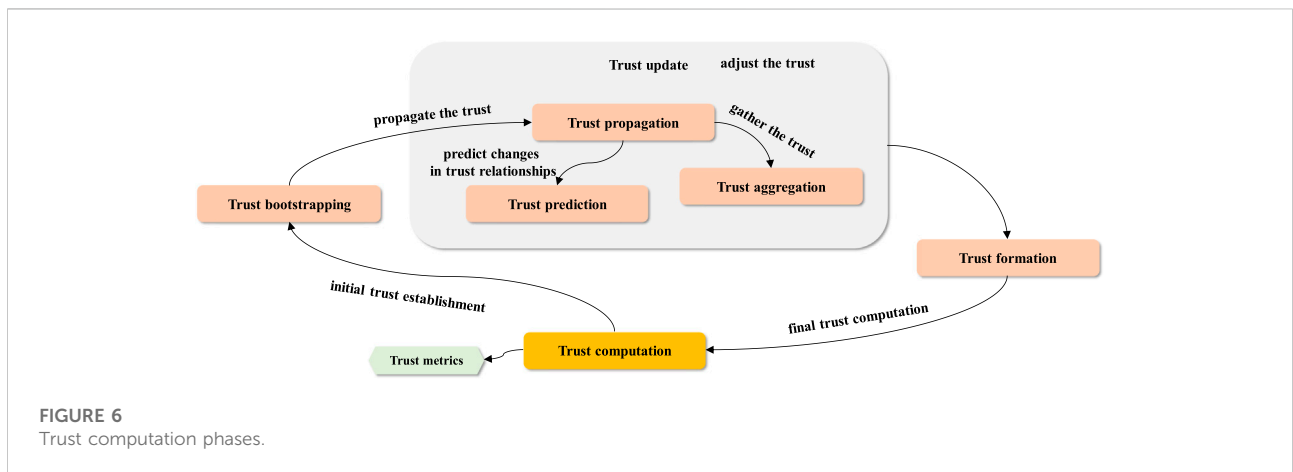 Trust update
adjust the trust
propagate the trust
Trust propagation
gather the trust
predict changes
in trust relationships
Trust aggregation
Trust bootstrapping
Trust prediction
Trust formation
initial trust establishment
final trust computation
Trust computation
Trust metrics
FIGURE 6
Trust computation phases.